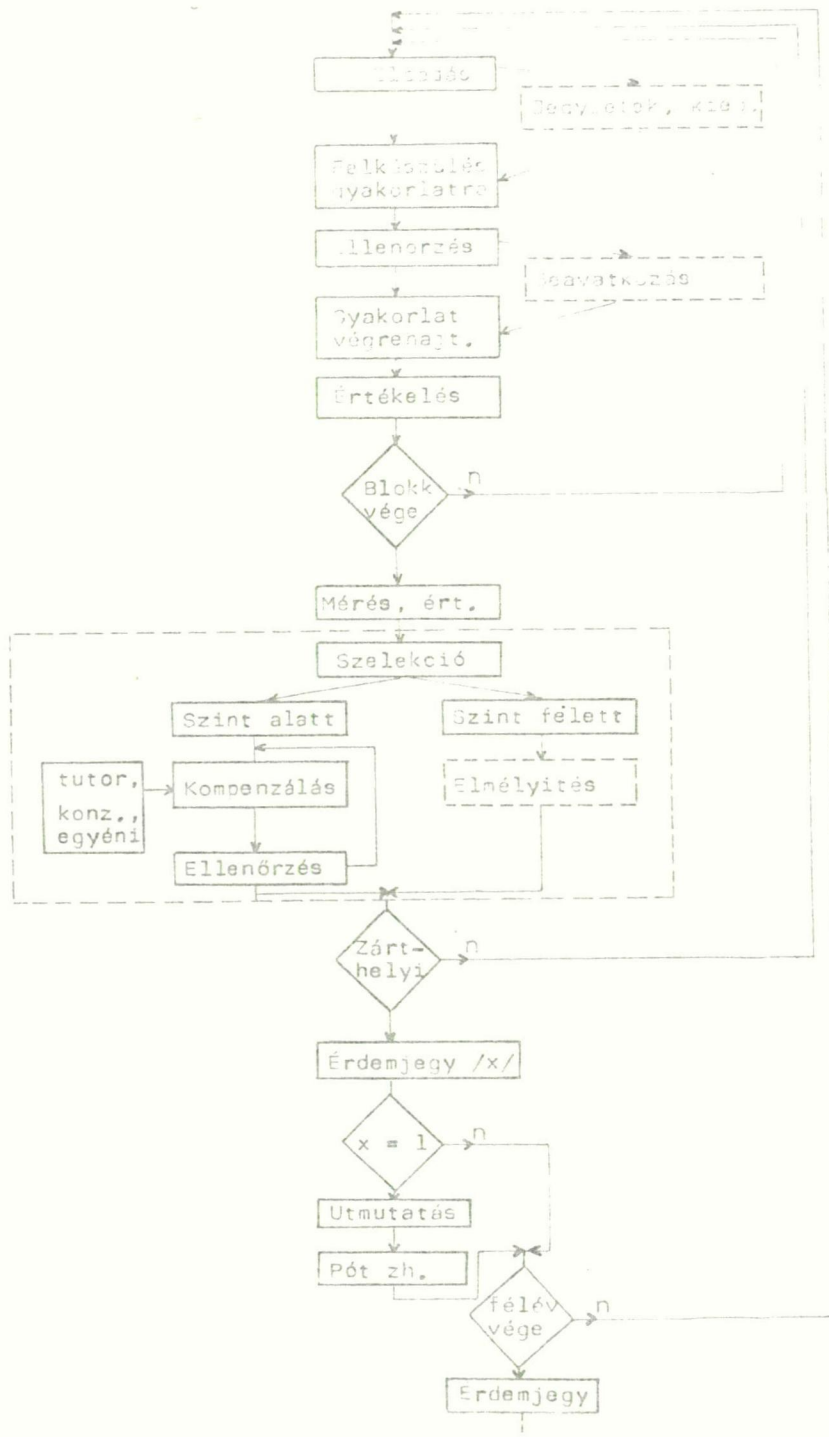 Felkészülés
gyakorlatra
Ellenőrzés
Beavatkozás
Gyakorlat
végrehajt.
Értékelés
n
Blokk
vége
Mérés, ért.
Szelekció
Szint alatt
Szint felett
tutor,
konz.,
egyéni
Kompenzálás
Elmélyítés
Ellenőrzés
Zárt-
helyi
n
Érdemjegy /x/
x = 1
n
Utmutatás
Pót zh.
félév
vége
n
Érdemjegy